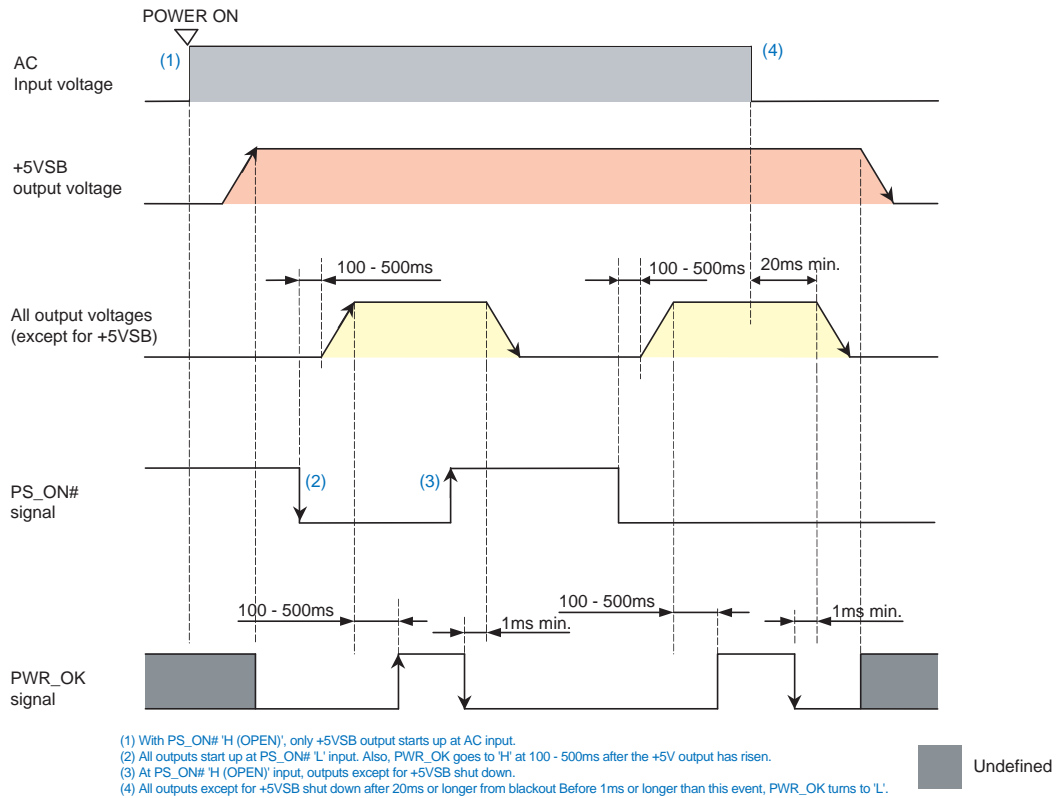 POWER ON
(1)
(4)
AC
Input voltage
+5VSB
output voltage
100 - 500ms
100 - 500ms
20ms min.
All output voltages
(except for +5VSB)
(2)
(3)
PS_ON#
signal
100 - 500ms
1ms min.
100 - 500ms
1ms min.
PWR_OK
signal
(1) With PS_ON# 'H (OPEN)', only +5VSB output starts up at AC input.
(2) All outputs start up at PS_ON# 'L' input. Also, PWR_OK goes to 'H' at 100 - 500ms after the +5V output has risen.
(3) At PS_ON# 'H (OPEN)' input, outputs except for +5VSB shut down.
(4) All outputs except for +5VSB shut down after 20ms or longer from blackout Before 1ms or longer than this event, PWR_OK turns to 'L'.
Undefined